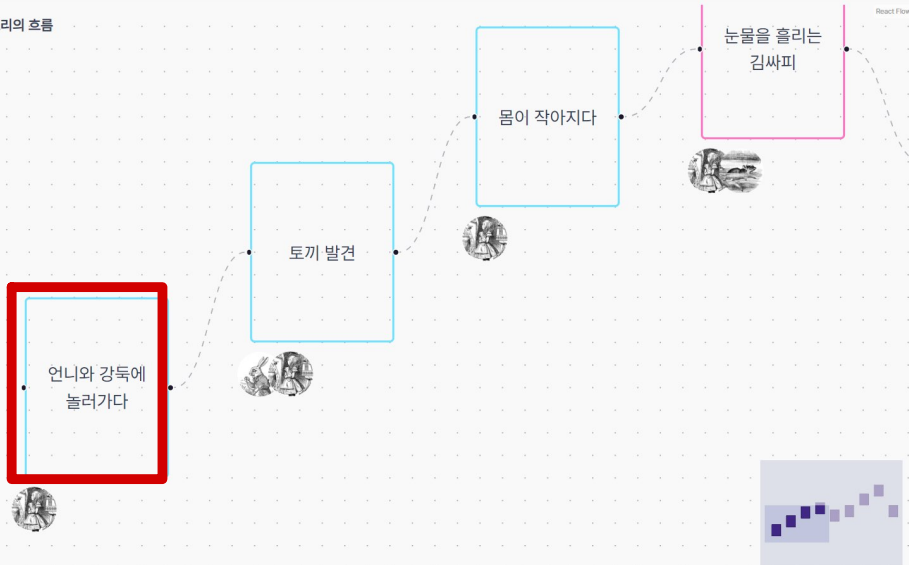 리의 흐름
React Flow
눈물을 흘리는
김싸피
몸이 작아지다
토끼 발견
언니와 강둑에
놀러가다